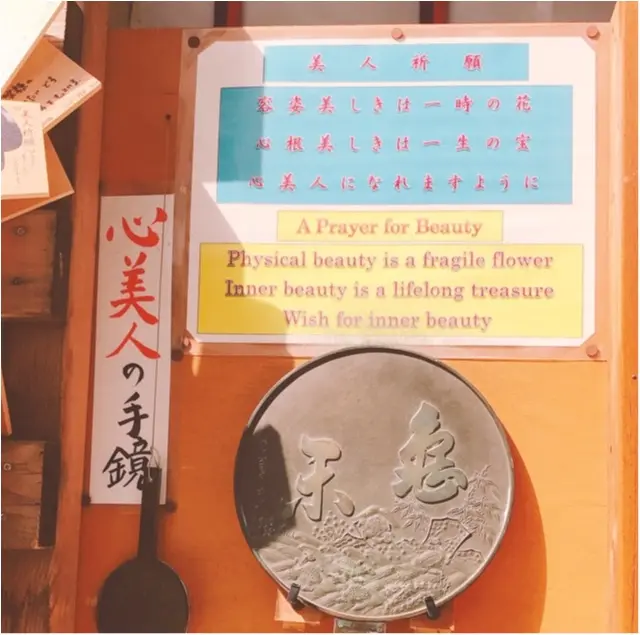 美人祈願
容姿美しきは一時の花
心根美しきは一生の宝
心美人になれますように
A Prayer for Beauty
Physical beauty is a fragile flower
Inner beauty is a lifelong treasure
Wish for inner beauty
心美人の手鏡